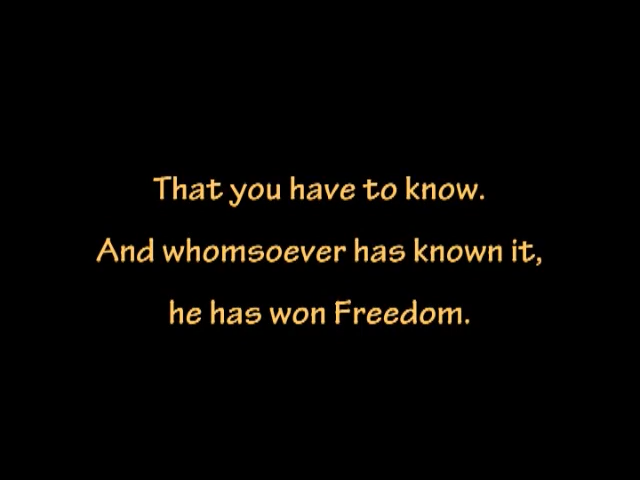 That you have to know.
And whomsoever has known it,
he has won Freedom.